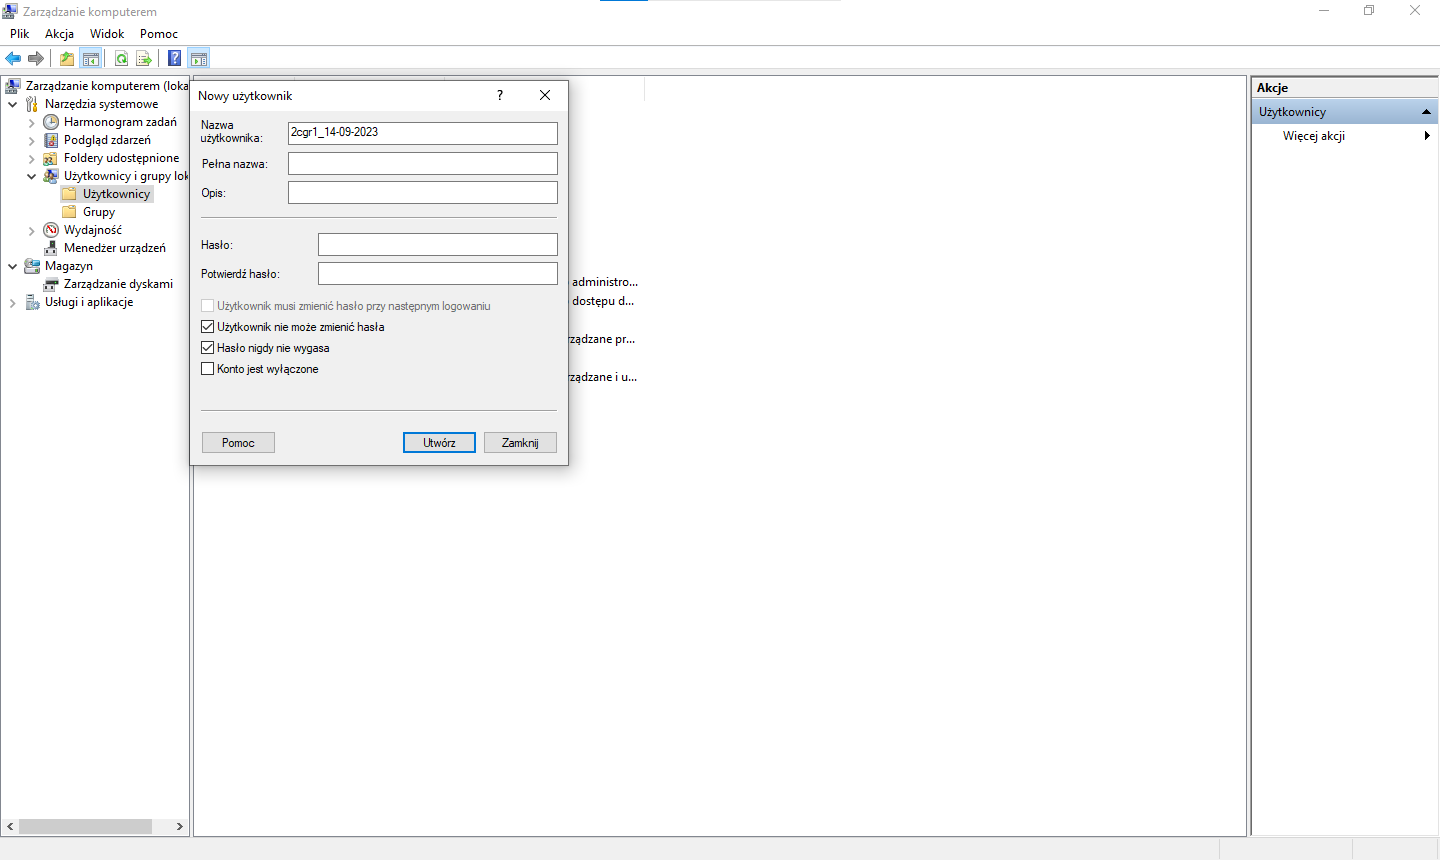 Zarządzanie komputerem
Plik Akcja Widok Pomoc
Zarządzanie komputerem (loka
Narzędzia systemowe
Harmonogram zadań
Podgląd zdarzeń
Foldery udostępnione
Użytkownicy i grupy lok
Użytkownicy
Grupy
Wydajność
Menedżer urządzeń
Magazyn
Zarządzanie dyskami
Usługi i aplikacje
Nowy użytkownik
?
Nazwa
użytkownika:
2cgr1_14-09-2023
Pełna nazwa:
Opis:
Hasło:
Potwierdź hasło:
Użytkownik musi zmienić hasło przy następnym logowaniu
Użytkownik nie może zmienić hasła
Hasło nigdy nie wygasa
Konto jest wyłączone
Pomoc Utwórz Zamknij
administro...
dostępu d...
rządzane pr...
rządzane i u...
Akcje
Użytkownicy
Więcej akcji